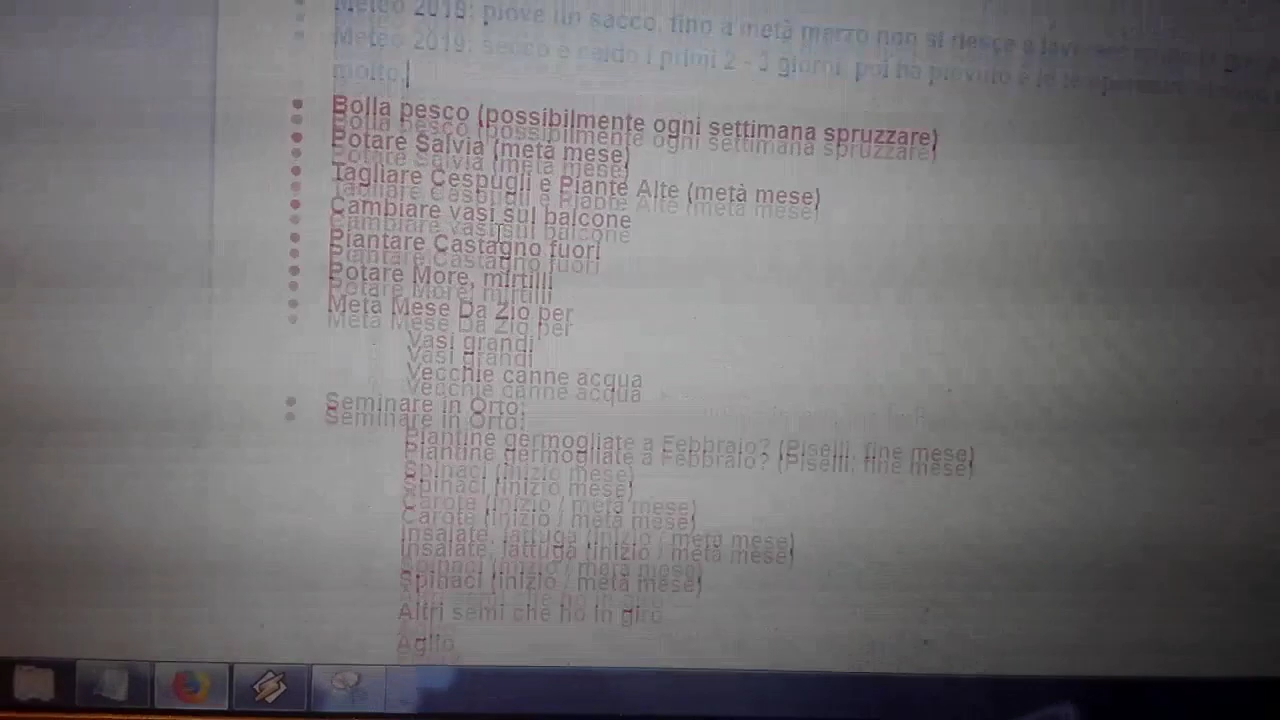 Meteo 2019: piove un sacco, fino a metà marzo non si riesce a
Meteo 2019: secco e caldo i primi 2 - 3 giorni, poi ha piovuto e
molto.
Bolla pesco (possibilmente ogni settimana spruzzare)
Potare Salvia (metà mese)
Tagliare Cespugli e Piante Alte (metà mese)
Cambiare vasi sul balcone
Piantare Castagno fuori
Potare More, mirtilli
Metà Mese Da Zio per
Vasi grandi
Vecchie canne acqua
Seminare in Orto:
Piantine germogliate a Febbraio? (Piselli, fine mese)
Spinaci (inizio mese)
Carote (inizio / metà mese)
Insalate, lattuga (inizio / metà mese)
Spinaci (inizio / metà mese)
Altri semi che ho in giro
Aglio